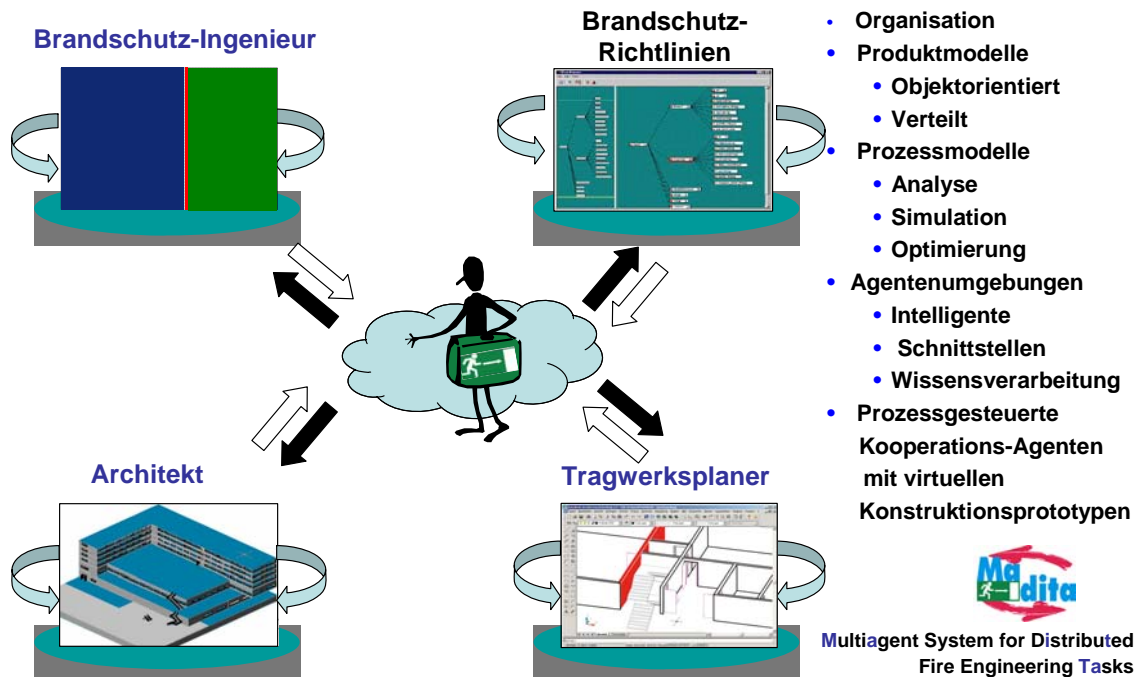 Brandschutz-Ingenieur
Brandschutz-
Richtlinien
Architekt
Tragwerksplaner
• Organisation
• Produktmodelle
• Objektorientiert
• Verteilt
• Prozessmodelle
• Analyse
• Simulation
• Optimierung
• Agentenumgebungen
• Intelligente
• Schnittstellen
• Wissensverarbeitung
• Prozessgesteuerte
Kooperations-Agenten
mit virtuellen
Konstruktionsprototypen
Ma
dita
Multiagent System for Distributed
Fire Engineering Tasks